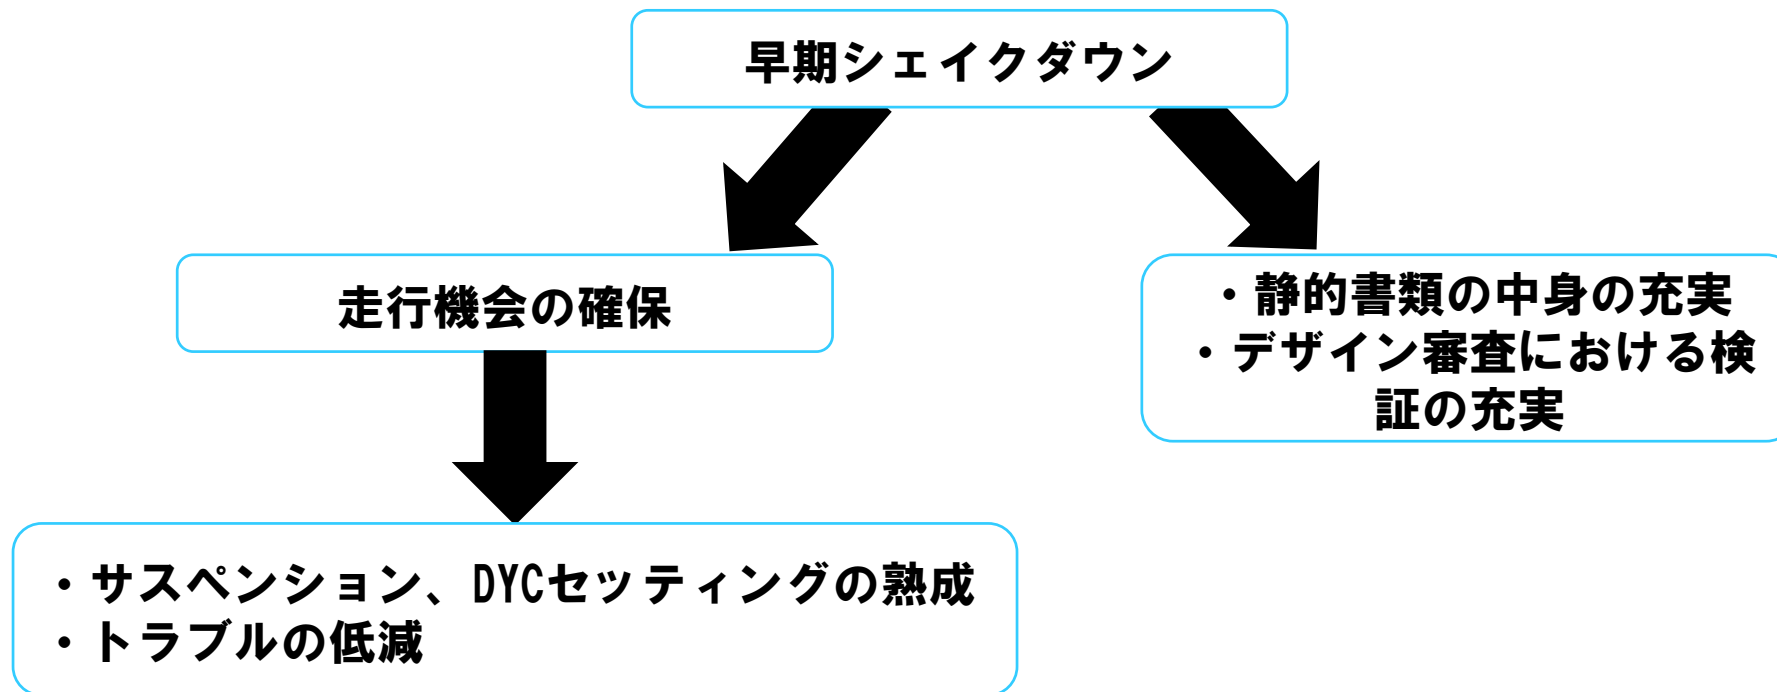 早期シェイクダウン
走行機会の確保
・静的書類の中身の充実
・デザイン審査における検
証の充実
・サスペンション、DYCセッティングの熟成
・トラブルの低減